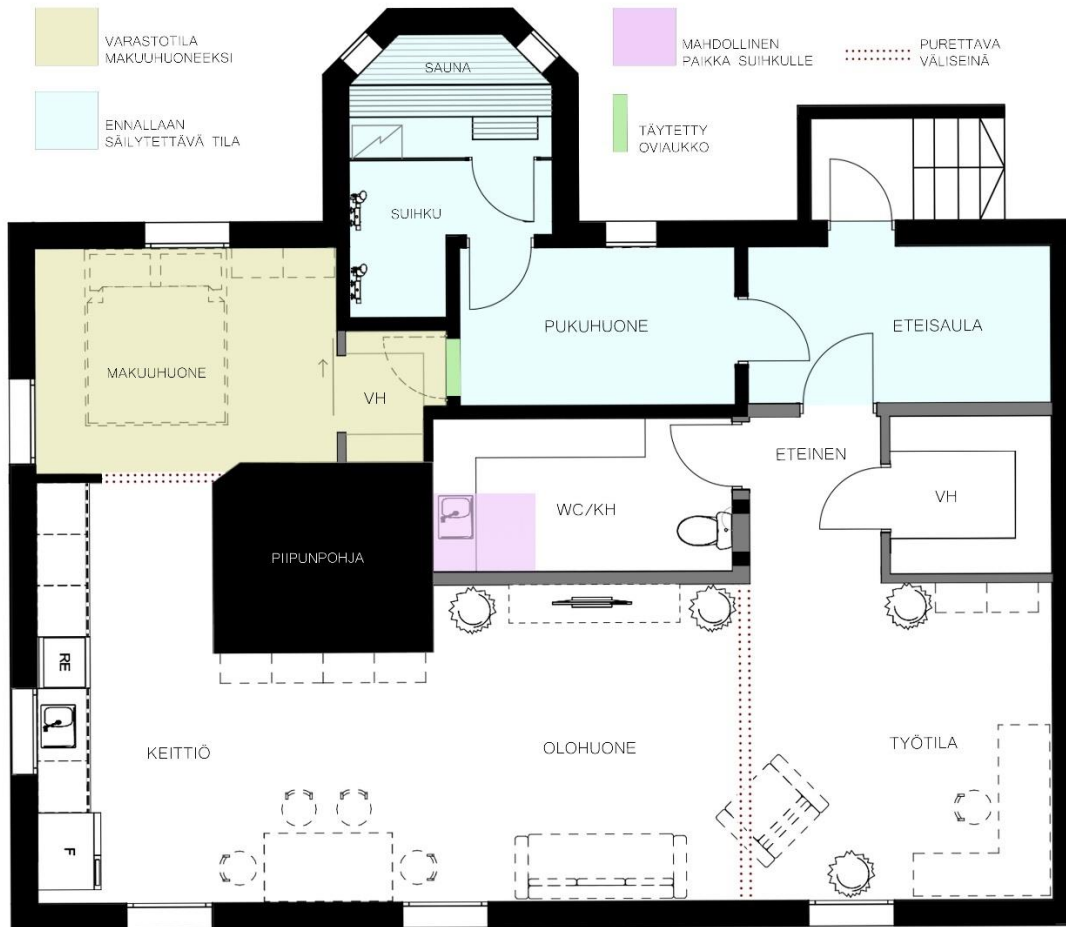 VARASTOTILA
MAKUUHUONEEKSI
MAHDOLLINEN
PAIKKA SUIHKULLE
PURETTAVA
VÄLISEINÄ
ENNALLAAN
SÄILYTETTÄVÄ TILA
TÄYTETTY
OVIAUKKO
SAUNA
SUIHKU
PUKUHUONE
ETEISAULA
MAKUUHUONE
VH
ETEINEN
WC/KH
VH
PIIPUNPOHJA
RE
KEITTIÖ
OLOHUONE
TYÖTILA
F